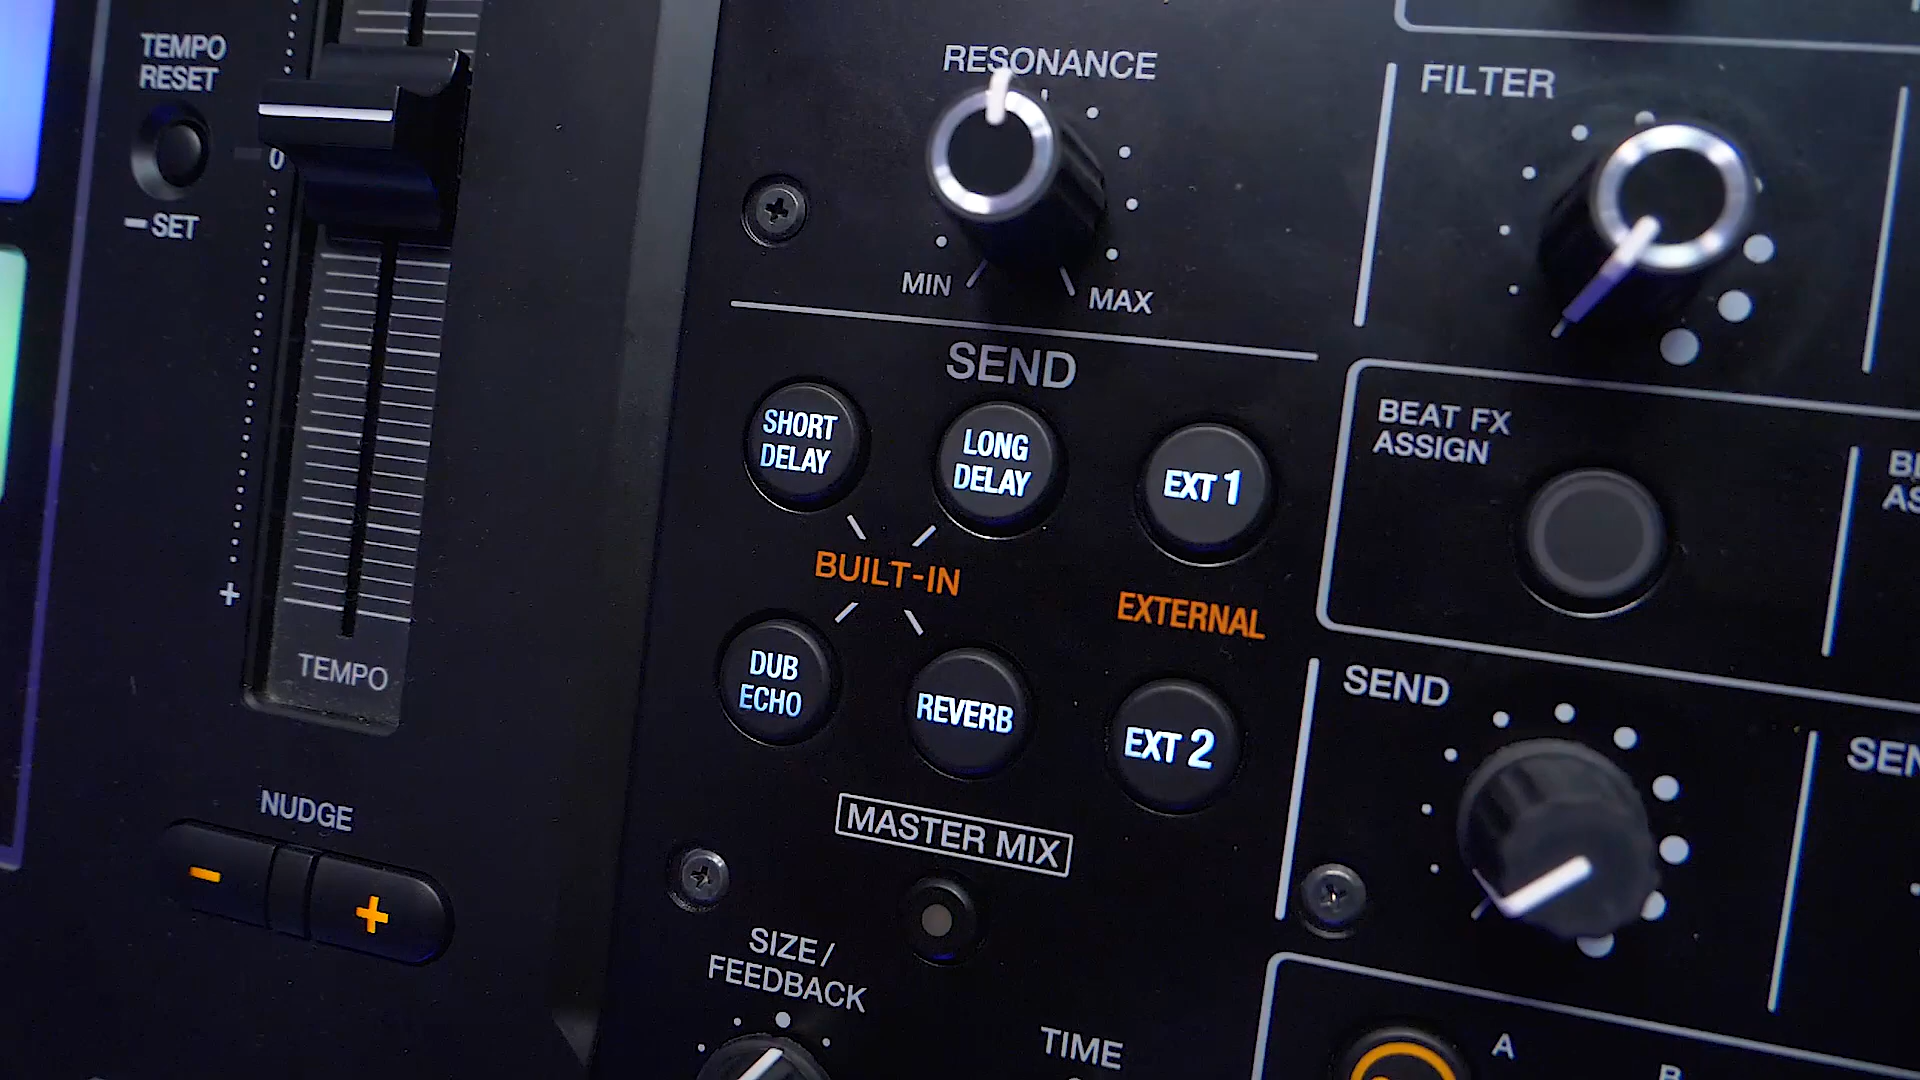 TEMPO
RESET
0
SET
+
TEMPO
NUDGE
-
+
RESONANCE
MIN
MAX
SEND
SHORT
DELAY
LONG
DELAY
EXT 1
BUILT-IN
EXTERNAL
DUB
ECHO
REVERB
EXT 2
MASTER MIX
SIZE/
FEEDBACK
TIME
FILTER
BEAT FX
ASSIGN
SEND
A